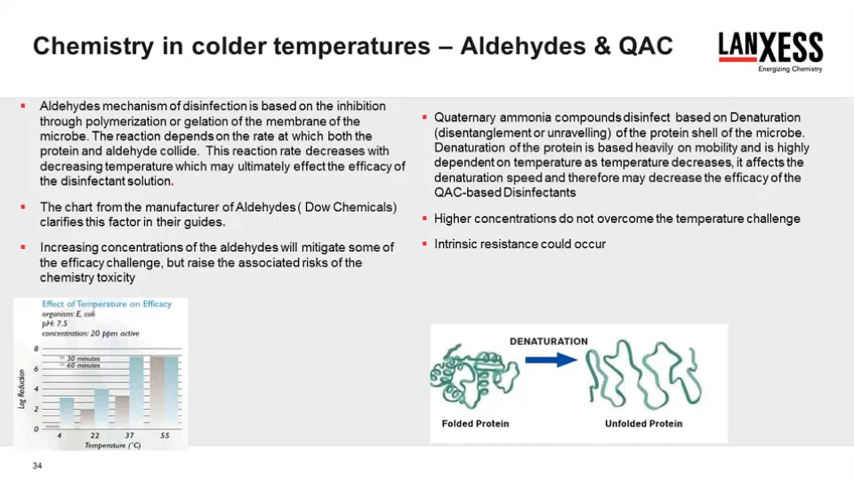 Chemistry in colder temperatures – Aldehydes & QAC
LANXESS
Energizing Chemistry
▪ Aldehydes mechanism of disinfection is based on the inhibition
through polymerization or gelation of the membrane of the
microbe. The reaction depends on the rate at which both the
protein and aldehyde collide. This reaction rate decreases with
decreasing temperature which may ultimately effect the efficacy of
the disinfectant solution.
▪ The chart from the manufacturer of Aldehydes ( Dow Chemicals)
clarifies this factor in their guides.
▪ Increasing concentrations of the aldehydes will mitigate some of
the efficacy challenge, but raise the associated risks of the
chemistry toxicity
Effect of Temperature on Efficacy
organism: E. coli
pH: 7.5
concentration: 20 ppm active
8
30 minutes
60 minutes
6
4
2
0
Log Reduction
4 22 37 55
Temperature (°C)
▪ Quaternary ammonia compounds disinfect based on Denaturation
(disentanglement or unravelling) of the protein shell of the microbe.
Denaturation of the protein is based heavily on mobility and is highly
dependent on temperature as temperature decreases, it affects the
denaturation speed and therefore may decrease the efficacy of the
QAC-based Disinfectants
▪ Higher concentrations do not overcome the temperature challenge
▪ Intrinsic resistance could occur
DENATURATION
Folded Protein
Unfolded Protein
34